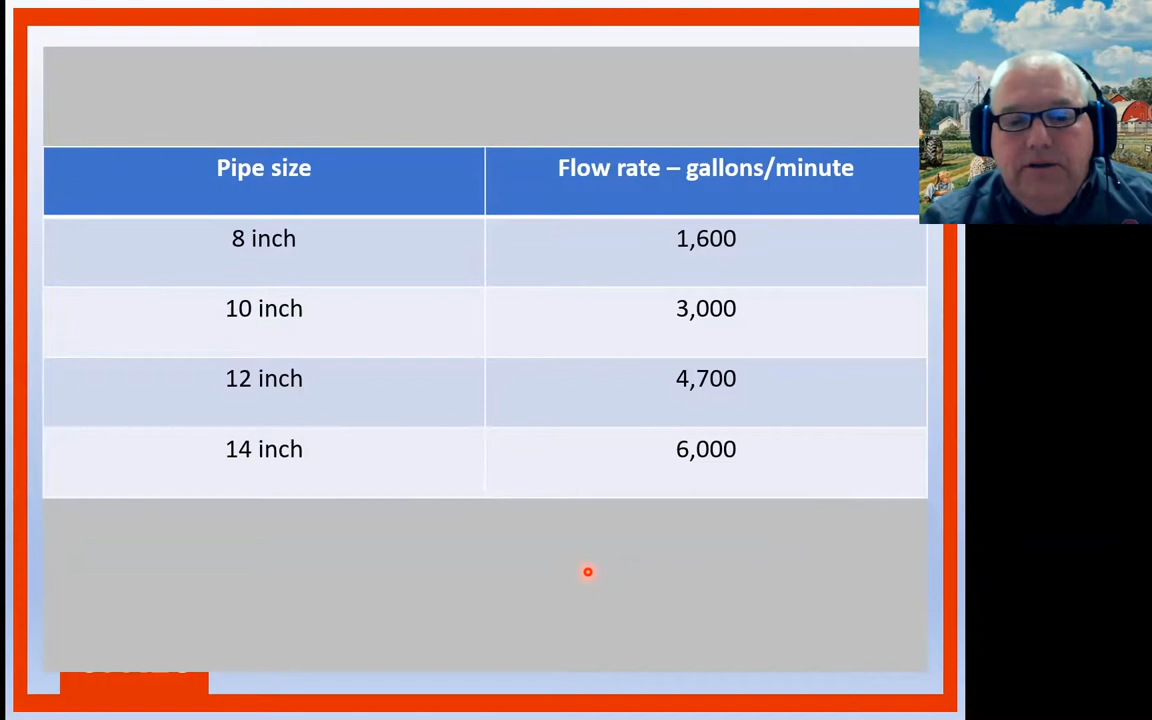 Pipe size Flow rate – gallons/minute
8 inch 1,600
10 inch 3,000
12 inch 4,700
14 inch 6,000